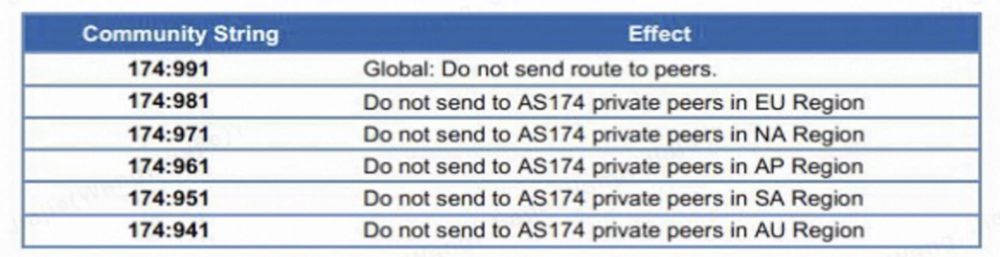 Community String Effect
174:991 Global: Do not send route to peers.
174:981 Do not send to AS174 private peers in EU Region
174:971 Do not send to AS174 private peers in NA Region
174:961 Do not send to AS174 private peers in AP Region
174:951 Do not send to AS174 private peers in SA Region
174:941 Do not send to AS174 private peers in AU Region